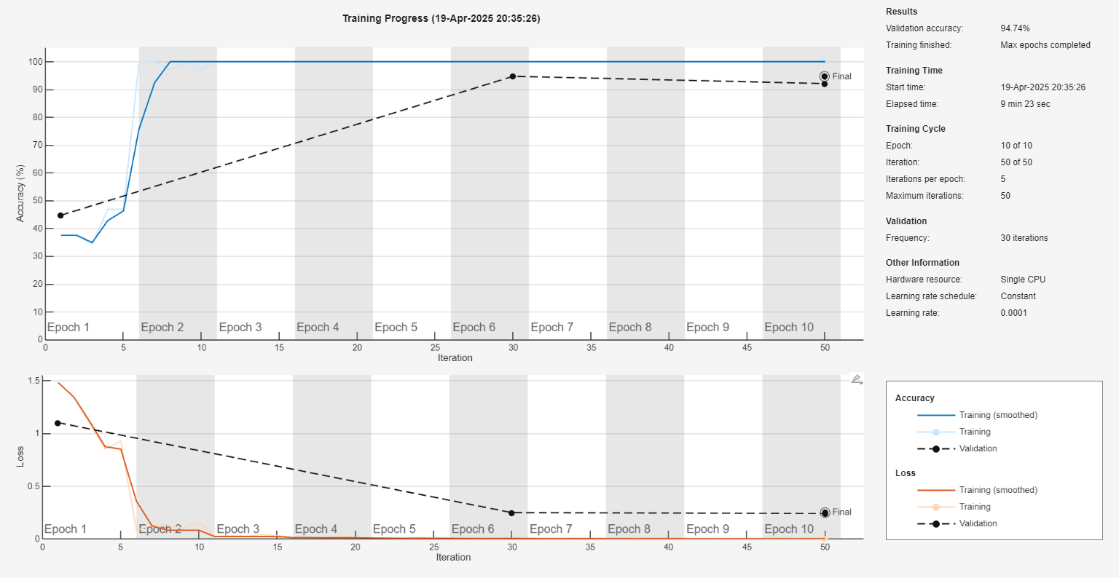 Training Progress (19-Apr-2025 20:35:26)
Accuracy (%)
100
90
80
70
60
50
40
30
20
10
0
Epoch 1 Epoch 2 Epoch 3 Epoch 4 Epoch 5 Epoch 6 Epoch 7 Epoch 8 Epoch 9 Epoch 10
Final
0 5 10 15 20 25 30 35 40 45 50
Iteration
Loss
1.5
1
0.5
0
Final
Epoch 1 Epoch 2 Epoch 3 Epoch 4 Epoch 5 Epoch 6 Epoch 7 Epoch 8 Epoch 9 Epoch 10
0 5 10 15 20 25 30 35 40 45 50
Iteration
Results
Validation accuracy: 94.74%
Training finished: Max epochs completed
Training Time
Start time: 19-Apr-2025 20:35:26
Elapsed time: 9 min 23 sec
Training Cycle
Epoch: 10 of 10
Iteration: 50 of 50
Iterations per epoch: 5
Maximum iterations: 50
Validation
Frequency: 30 iterations
Other Information
Hardware resource: Single CPU
Learning rate schedule: Constant
Learning rate: 0.0001
Accuracy
Training (smoothed)
Training
Validation
Loss
Training (smoothed)
Training
Validation